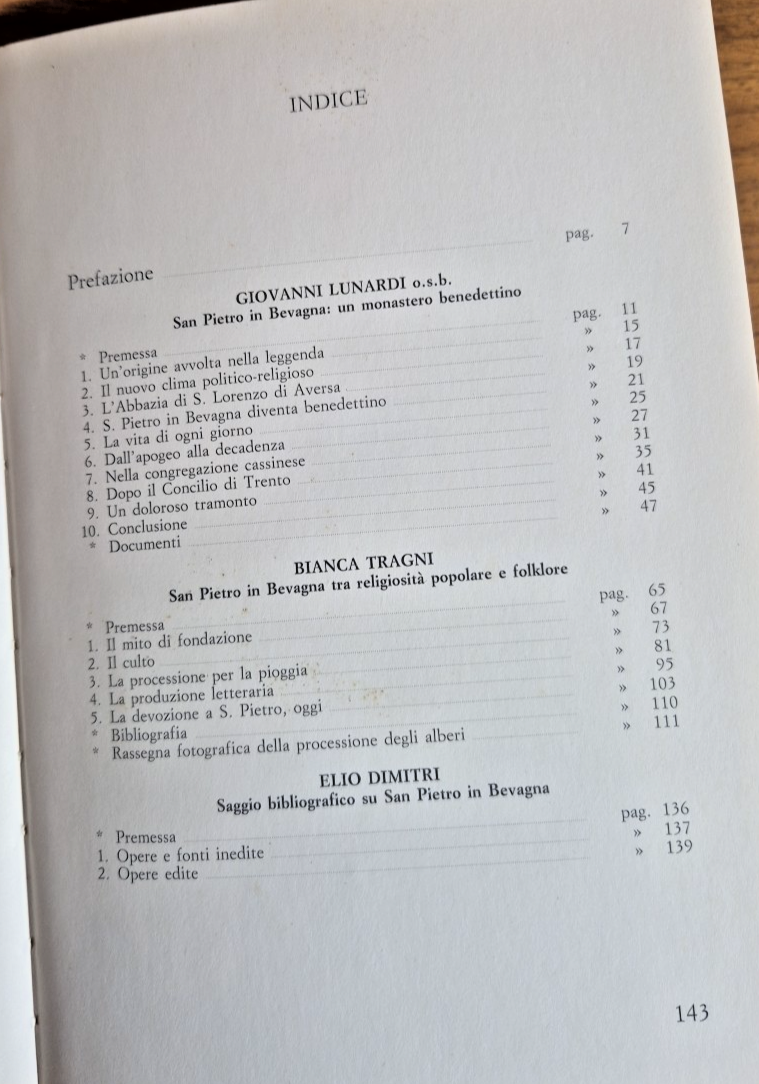 INDICE
Prefazione pag. 7
GIOVANNI LUNARDI o.s.b.
San Pietro in Bevagna: un monastero benedettino
* Premessa pag. 11
1. Un'origine avvolta nella leggenda » 15
2. Il nuovo clima politico-religioso » 17
3. L'Abbazia di S. Lorenzo di Aversa » 19
4. S. Pietro in Bevagna diventa benedettino » 21
5. La vita di ogni giorno » 25
6. Dall'apogeo alla decadenza » 27
7. Nella congregazione cassinese » 31
8. Dopo il Concilio di Trento » 35
9. Un doloroso tramonto » 41
10. Conclusione » 45
* Documenti » 47
BIANCA TRAGNI
San Pietro in Bevagna tra religiosità popolare e folklore
* Premessa pag. 65
1. Il mito di fondazione » 67
2. Il culto » 73
3. La processione per la pioggia » 81
4. La produzione letteraria » 95
5. La devozione a S. Pietro, oggi » 103
* Bibliografia » 110
* Rassegna fotografica della processione degli alberi » 111
ELIO DIMITRI
Saggio bibliografico su San Pietro in Bevagna
* Premessa pag. 136
1. Opere e fonti inedite » 137
2. Opere edite » 139
143